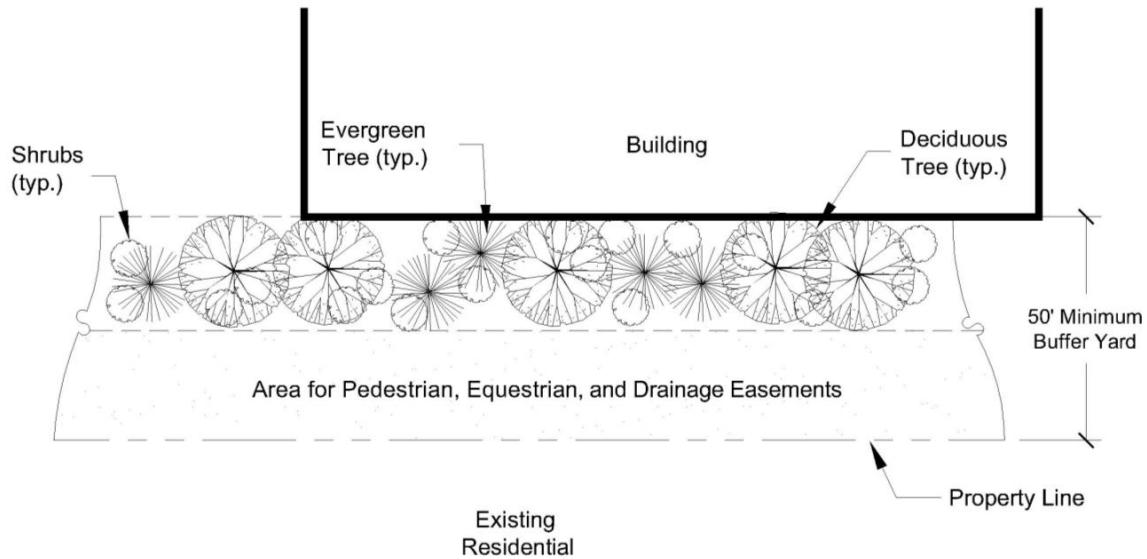 Shrubs
(typ.)
Evergreen
Tree (typ.)
Building
Deciduous
Tree (typ.)
50' Minimum
Buffer Yard
Area for Pedestrian, Equestrian, and Drainage Easements
Property Line
Existing
Residential